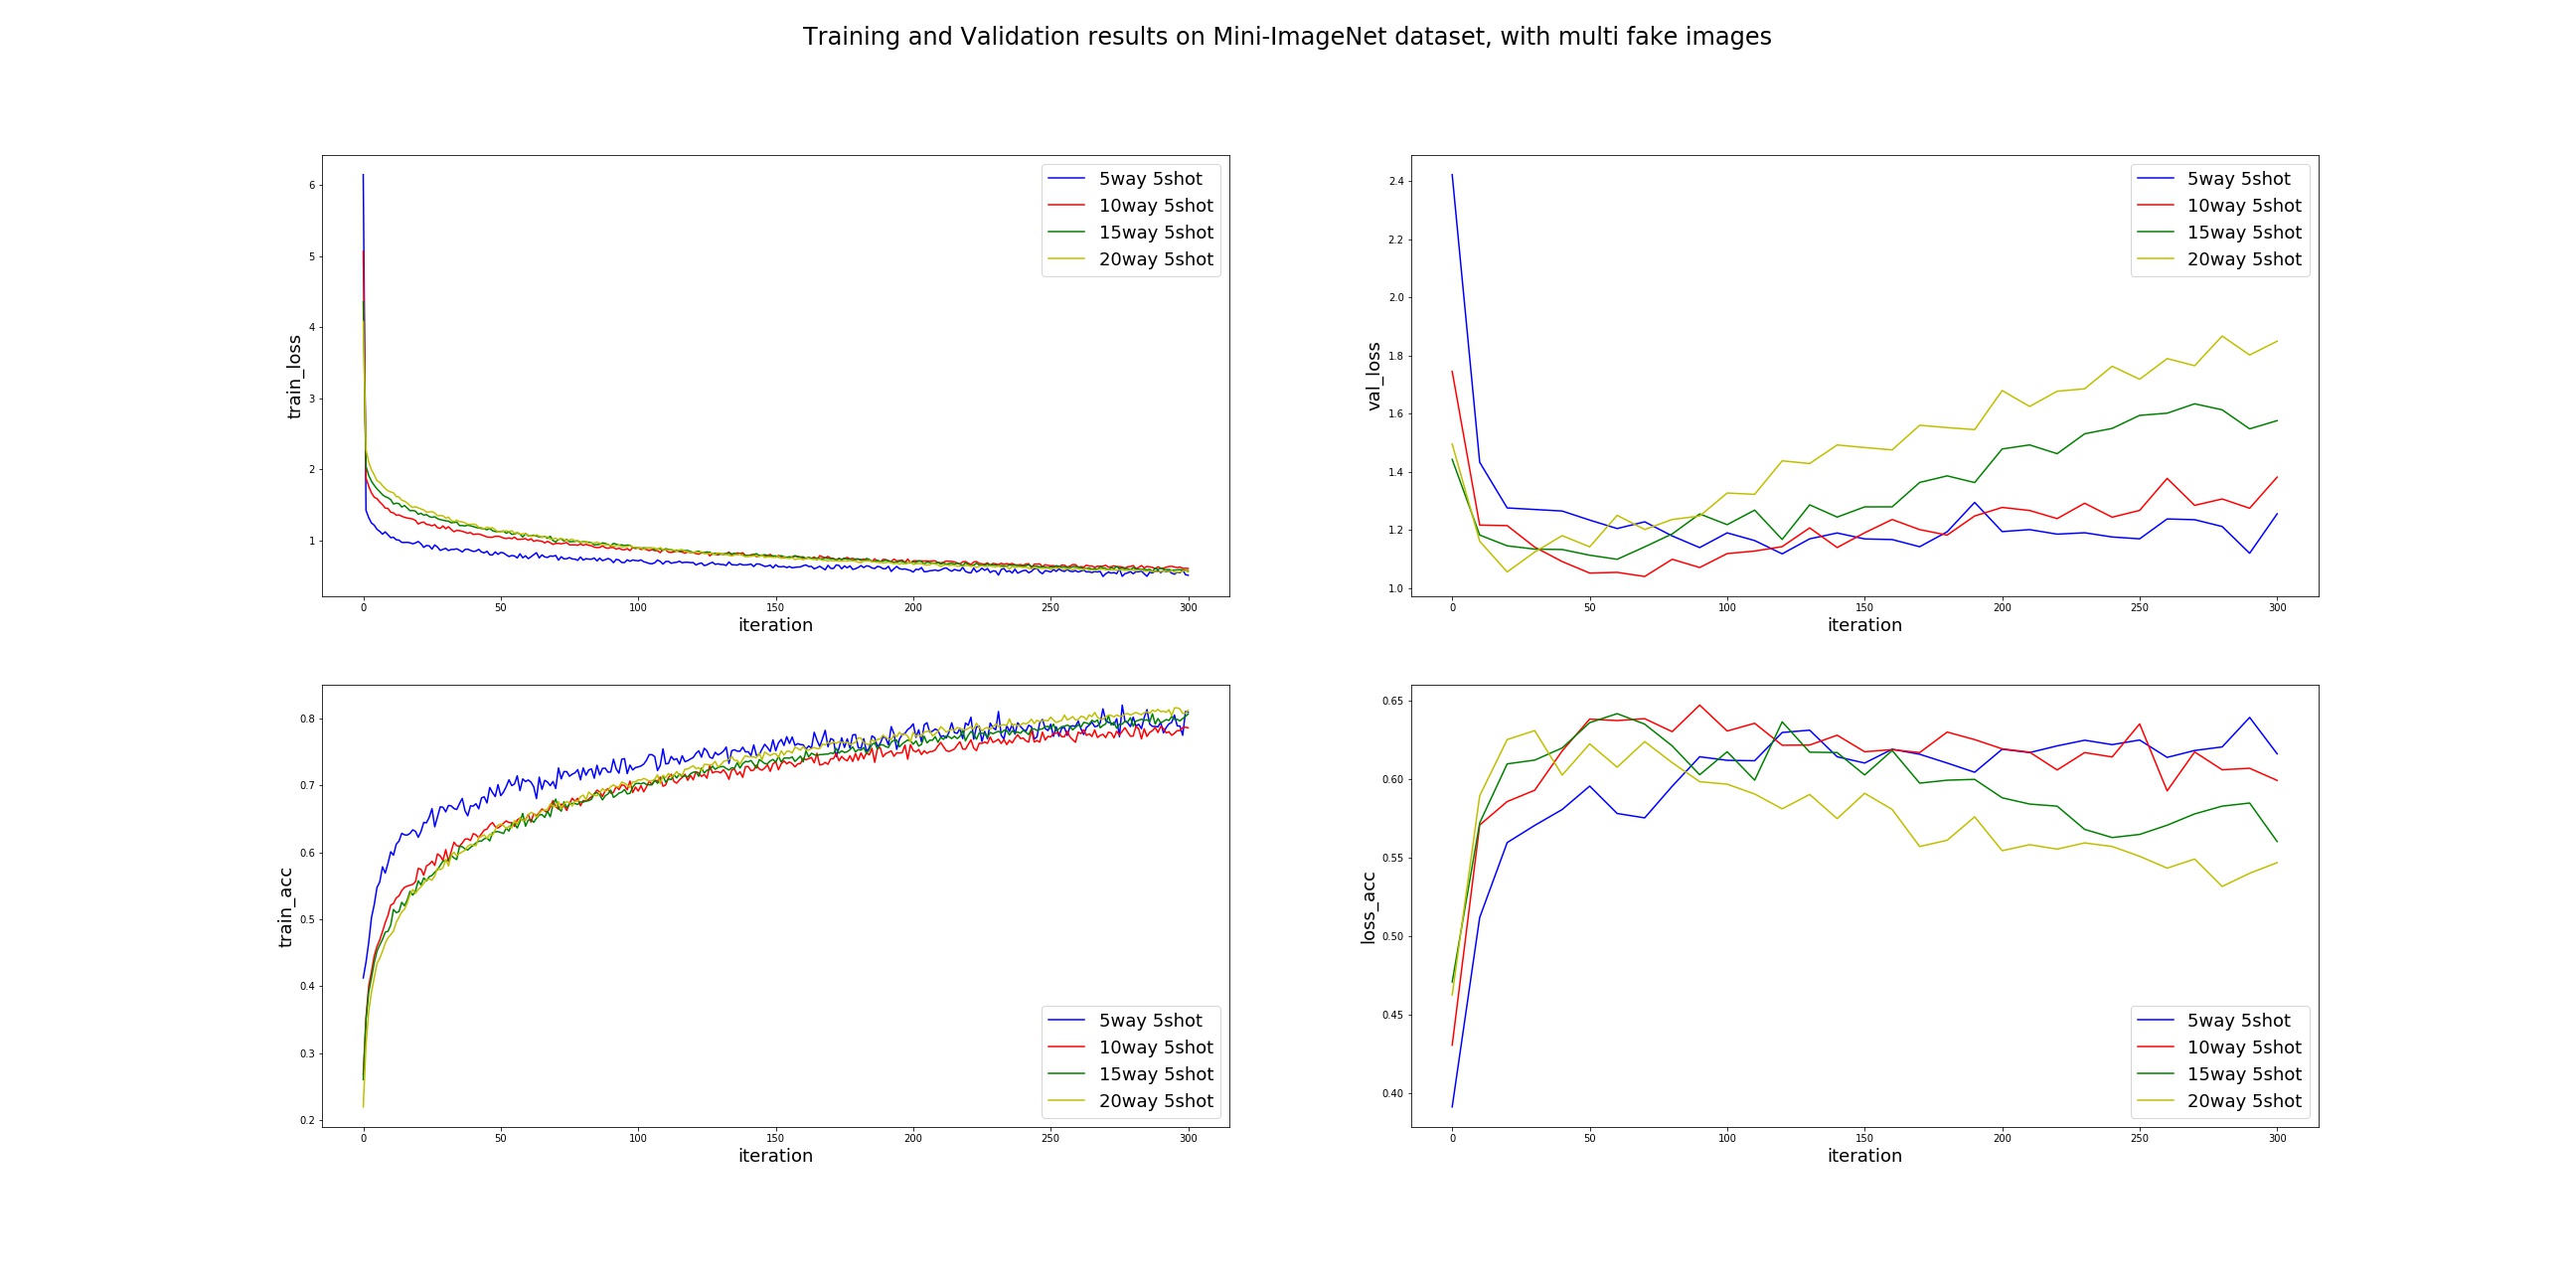 Training and Validation results on Mini-ImageNet dataset, with multi fake images
6
5
4
3
2
1
train_loss
0 50 100 150 200 250 300
iteration
5way 5shot
10way 5shot
15way 5shot
20way 5shot
2.4
2.2
2.0
1.8
1.6
1.4
1.2
1.0
val_loss
0 50 100 150 200 250 300
iteration
5way 5shot
10way 5shot
15way 5shot
20way 5shot
0.8
0.7
0.6
0.5
0.4
0.3
0.2
train_acc
0 50 100 150 200 250 300
iteration
5way 5shot
10way 5shot
15way 5shot
20way 5shot
0.65
0.60
0.55
0.50
0.45
0.40
loss_acc
0 50 100 150 200 250 300
iteration
5way 5shot
10way 5shot
15way 5shot
20way 5shot